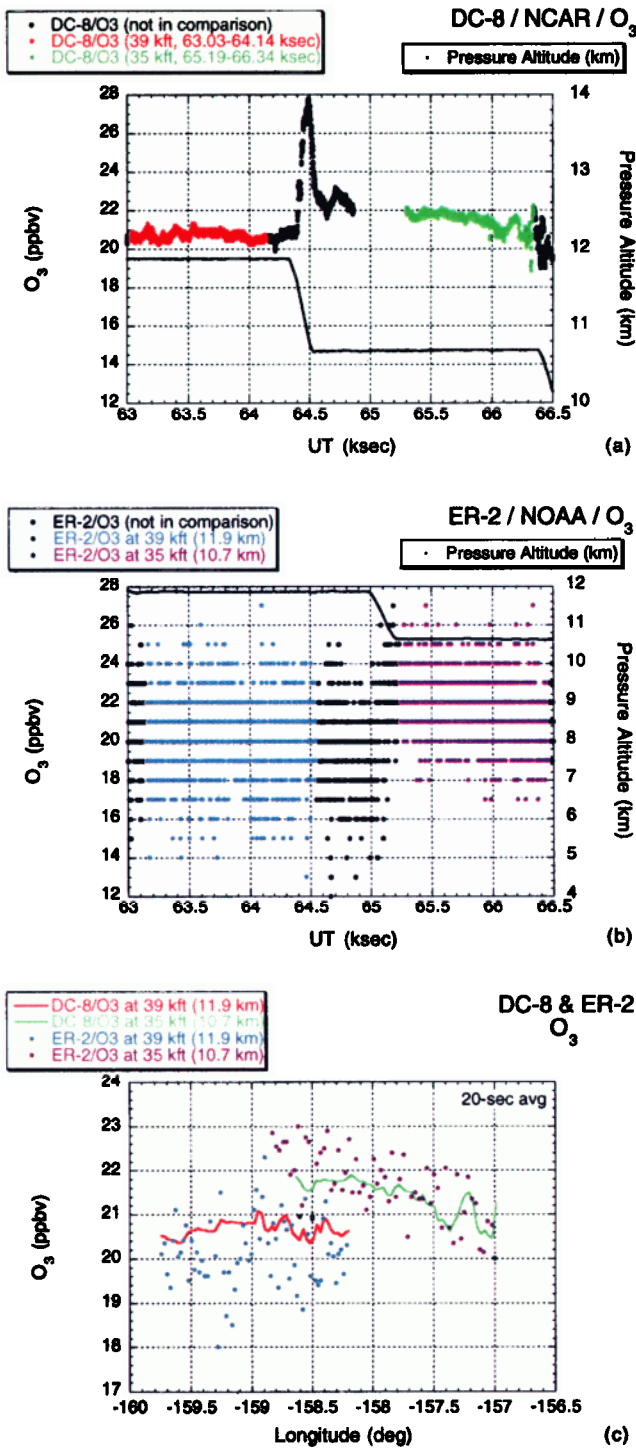 DC-8/O3 (not in comparison)
DC-8/O3 (39 kft, 63.03-64.14 ksec)
DC-8/O3 (35 kft, 65.19-66.34 ksec)
DC-8 / NCAR / O3
Pressure Altitude (km)
28
26
24
22
20
18
16
14
12
O3 (ppbv)
14
13
12
11
10
Pressure Altitude (km)
63 63.5 64 64.5 65 65.5 66 66.5
UT (ksec)
(a)
ER-2/O3 (not in comparison)
ER-2/O3 at 39 kft (11.9 km)
ER-2/O3 at 35 kft (10.7 km)
ER-2 / NOAA / O3
Pressure Altitude (km)
28
26
24
22
20
18
16
14
12
O3 (ppbv)
12
11
10
9
8
7
6
5
4
Pressure Altitude (km)
63 63.5 64 64.5 65 65.5 66 66.5
UT (ksec)
(b)
DC-8/O3 at 39 kft (11.9 km)
DC-8/O3 at 35 kft (10.7 km)
ER-2/O3 at 39 kft (11.9 km)
ER-2/O3 at 35 kft (10.7 km)
DC-8 & ER-2
O3
20-sec avg
24
23
22
21
20
19
18
17
O3 (ppbv)
-160 -159.5 -159 -158.5 -158 -157.5 -157 -156.5
Longitude (deg)
(c)